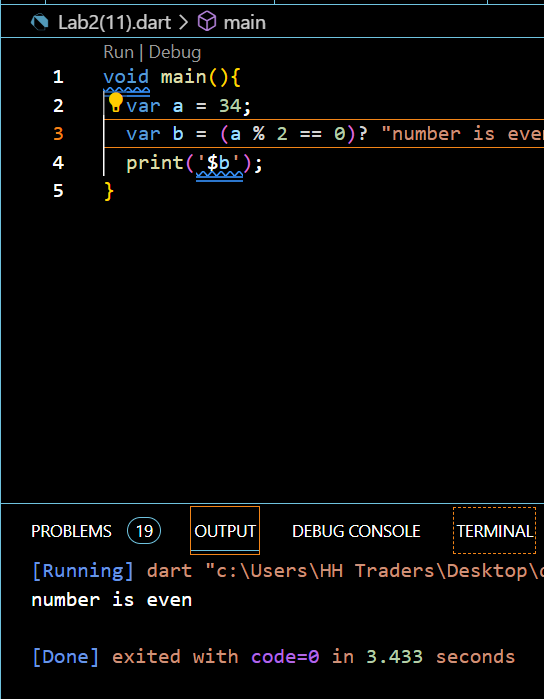 Lab2(11).dart > main
Run | Debug
1 void main(){
2 var a = 34;
3 var b = (a % 2 == 0)? "number is even
4 print('$b');
5 }
PROBLEMS 19 OUTPUT DEBUG CONSOLE TERMINAL
[Running] dart "c:\Users\HH Traders\Desktop\
number is even
[Done] exited with code=0 in 3.433 seconds